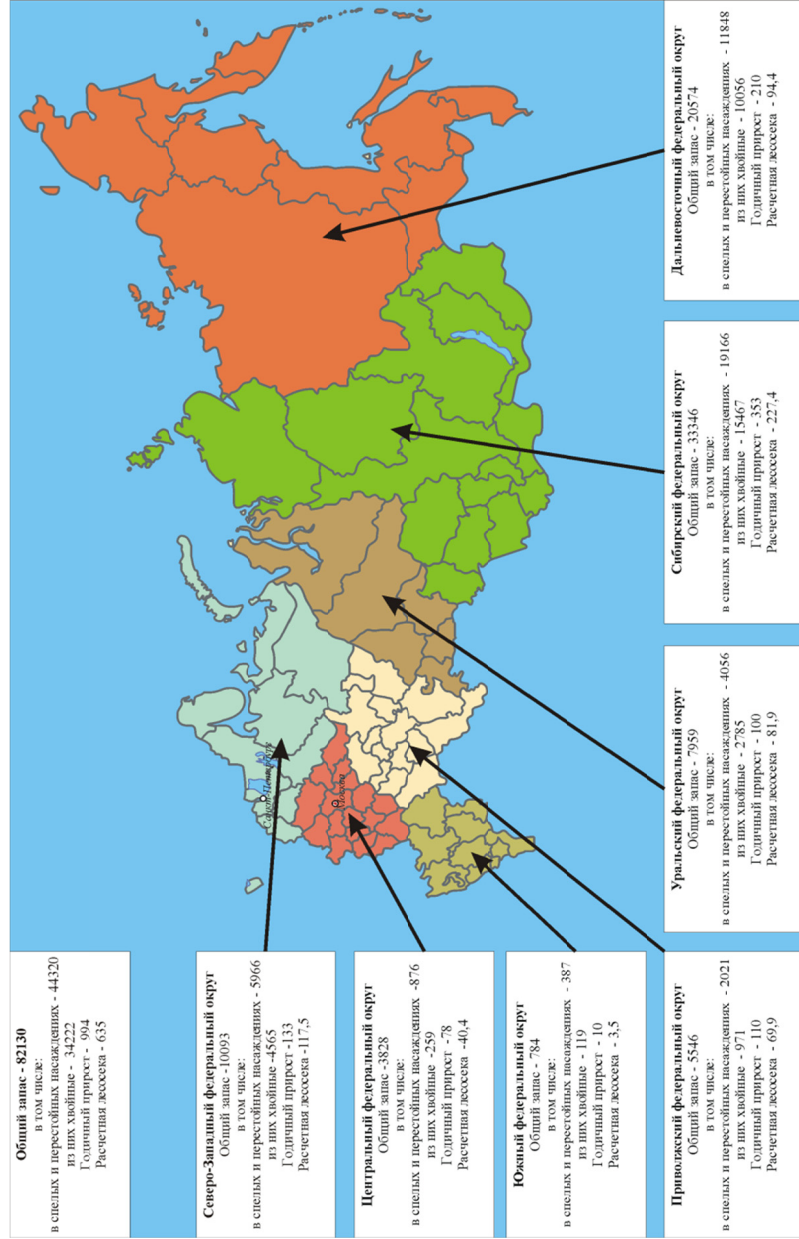 Общий запас - 82130
в том числе:
в спелых и перестойных насаждениях - 44320
из них хвойные - 34222
Годичный прирост - 994
Расчетная лесосека - 635
Северо-Западный федеральный округ
Общий запас -10093
в том числе:
в спелых и перестойных насаждениях - 5966
из них хвойные -4565
Годичный прирост -133
Расчетная лесосека -117,5
Центральный федеральный округ
Общий запас -3828
в том числе:
в спелых и перестойных насаждениях -876
из них хвойные -259
Годичный прирост -78
Расчетная лесосека -40,4
Южный федеральный округ
Общий запас - 784
в том числе:
в спелых и перестойных насаждениях - 387
из них хвойные - 119
Годичный прирост - 10
Расчетная лесосека - 3,5
Приволжский федеральный округ
Общий запас - 5546
в том числе:
в спелых и перестойных насаждениях - 2021
из них хвойные - 971
Годичный прирост - 110
Расчетная лесосека - 69,9
Уральский федеральный округ
Общий запас - 7959
в том числе:
в спелых и перестойных насаждениях - 4056
из них хвойные - 2785
Годичный прирост - 100
Расчетная лесосека - 81,9
Сибирский федеральный округ
Общий запас - 33346
в том числе:
в спелых и перестойных насаждениях - 19166
из них хвойные - 15467
Годичный прирост - 353
- Расчетная лесосека - 227,4
Дальневосточный федеральный округ
Общий запас - 20574
в том числе:
в спелых и перестойных насаждениях - 11848
из них хвойные - 10056
Годичный прирост - 210
Расчетная лесосека - 94,4
Москва